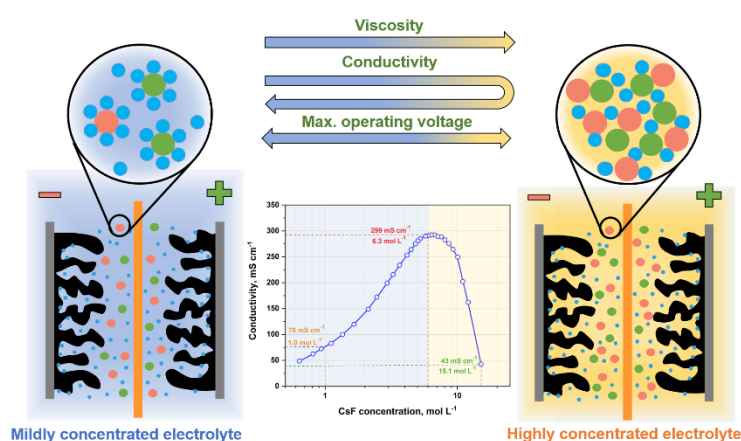 Viscosity
Conductivity
Max. operating voltage
350
300
250
200
150
100
50
0
Conductivity, mS cm⁻¹
299 mS cm⁻¹
6.3 mol L⁻¹
76 mS cm⁻¹
1.0 mol L⁻¹
43 mS cm⁻¹
15.1 mol L⁻¹
1
10
CsF concentration, mol L⁻¹
Mildly concentrated electrolyte
Highly concentrated electrolyte